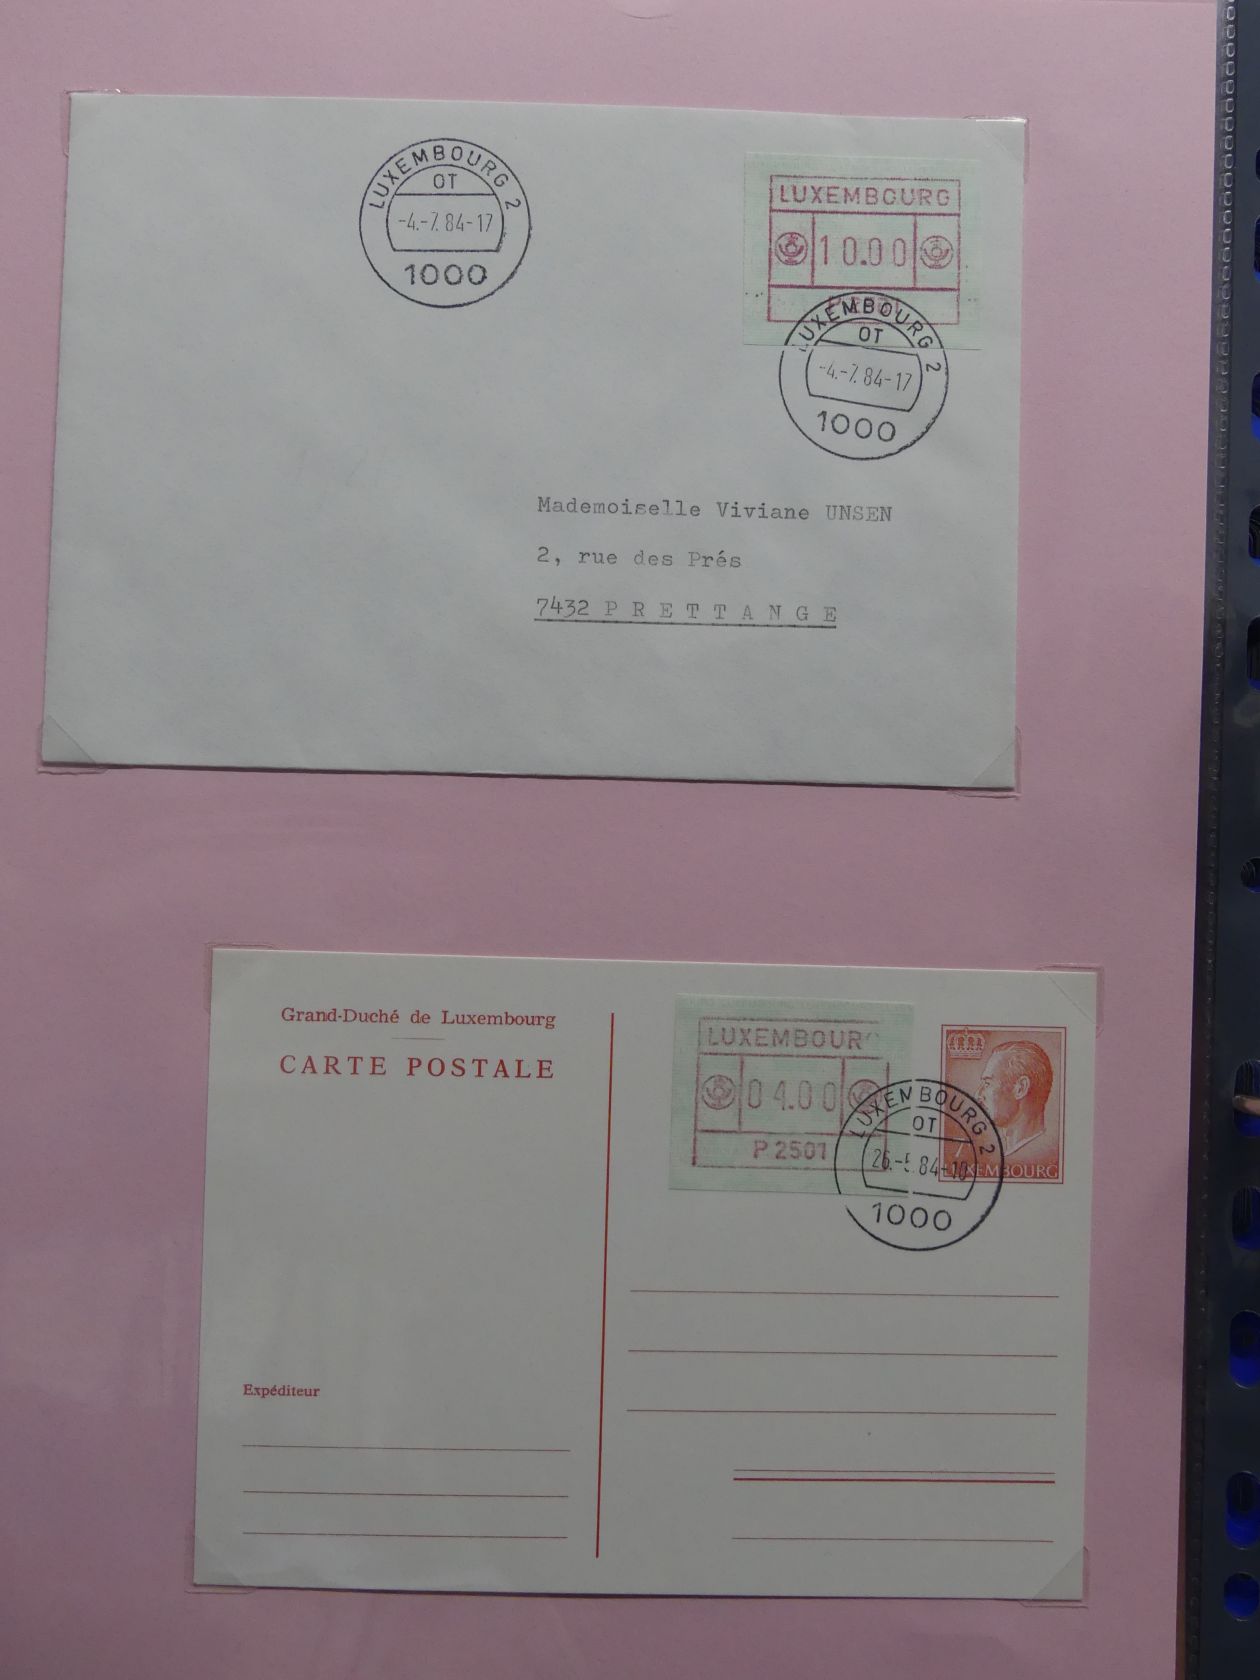 LUXEMBOURG 2
OT
-4.-7.84-17
1000
LUXEMBOURG
10.00
LUXEMBOURG 2
OT
-4.-7.84-17
1000
Mademoiselle Viviane UNSEN
2, rue des Prés
7432 PRETTANGE
Grand-Duché de Luxembourg
CARTE POSTALE
Expéditeur
LUXEMBOUR
04.00
P 2501
LUXEMBOURG 2
OT
1000
LUXEMBOURG